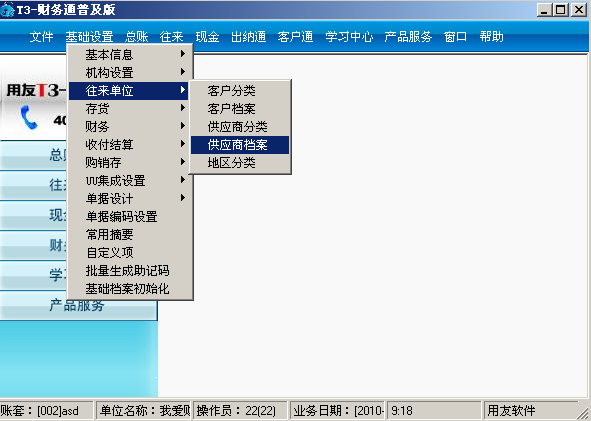 T3-财务通普及版
文件 基础设置 总账 往来 现金 出纳通 客户通 学习中心 产品服务 窗口 帮助
基本信息
机构设置
往来单位
存货
财务
收付结算
购销存
UU集成设置
单据设计
单据编码设置
常用摘要
自定义项
批量生成助记码
基础档案初始化
客户分类
客户档案
供应商分类
供应商档案
地区分类
用友T3-
40
总
往
现
财
学
产品服务
账套：[002]asd 单位名称：我爱 操作员：22(22) 业务日期：[2010- 9:18 用友软件